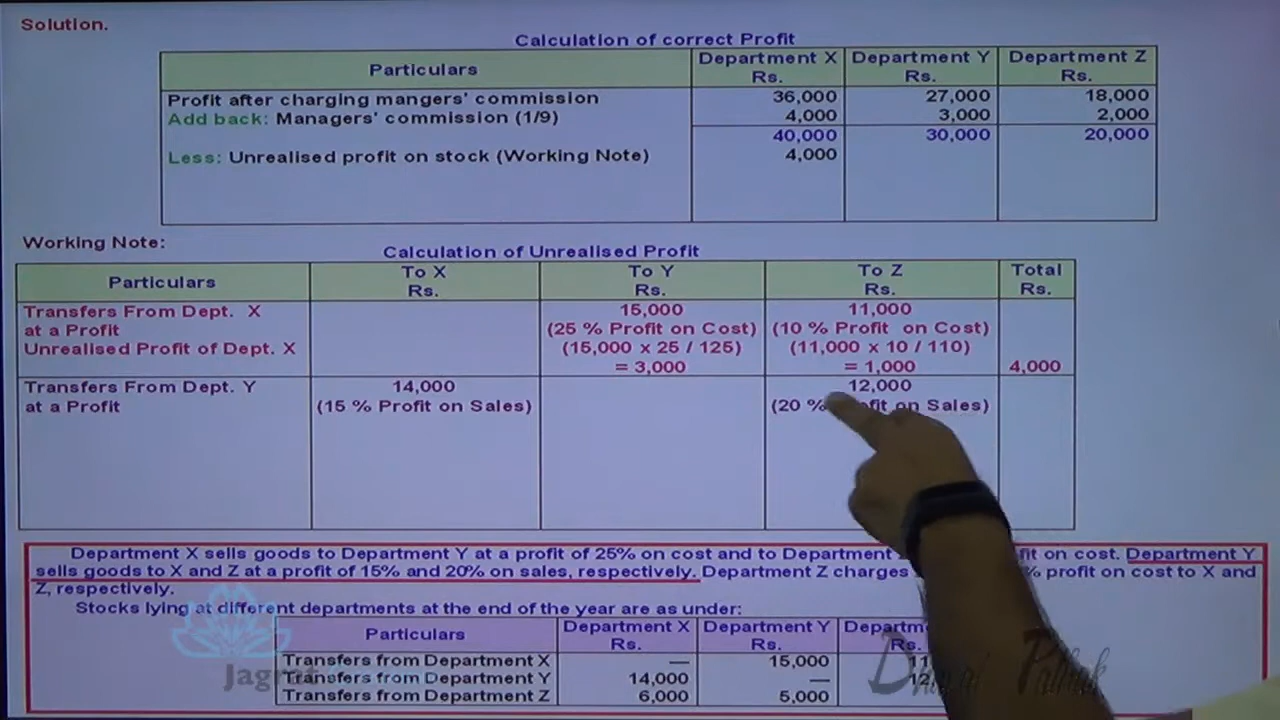 Solution.
Calculation of correct Profit
Particulars Department X Rs. Department Y Rs. Department Z Rs.
Profit after charging mangers' commission 36,000 27,000 18,000
Add back: Managers' commission (1/9) 4,000 3,000 2,000
40,000 30,000 20,000
Less: Unrealised profit on stock (Working Note) 4,000
Working Note:
Calculation of Unrealised Profit
Particulars To X Rs. To Y Rs. To Z Rs. Total Rs.
Transfers From Dept. X 15,000 11,000
at a Profit (25 % Profit on Cost) (10 % Profit on Cost)
Unrealised Profit of Dept. X (15,000 x 25 / 125) (11,000 x 10 / 110)
= 3,000 = 1,000 4,000
Transfers From Dept. Y 14,000 12,000
at a Profit (15 % Profit on Sales) (20 % on Sales)
Department X sells goods to Department Y at a profit of 25% on cost and to Department fit on cost. Department Y
sells goods to X and Z at a profit of 15% and 20% on sales, respectively. Department Z charges % profit on cost to X and
Z, respectively.
Stocks lying at different departments at the end of the year are as under:
Particulars Department X Rs. Department Y Rs. Rs.
Transfers from Department X — 15,000 11
Transfers from Department Y 14,000 — 12,
Transfers from Department Z 6,000 5,000